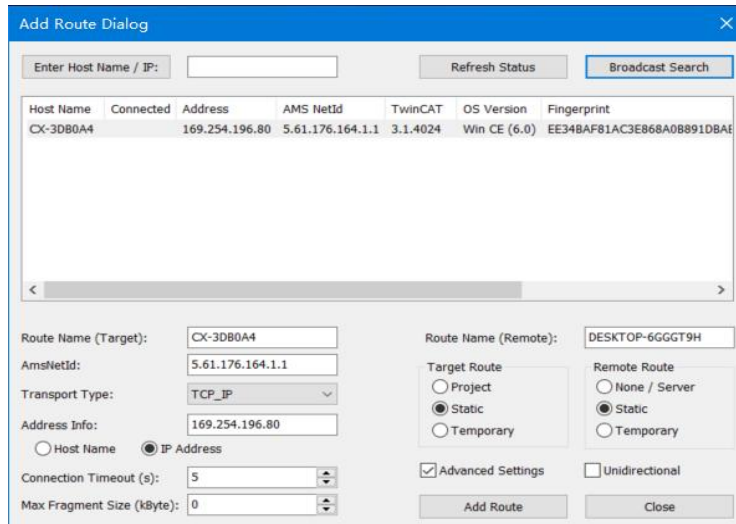 Add Route Dialog
Enter Host Name / IP: Refresh Status Broadcast Search
Host Name Connected Address AMS NetId TwinCAT OS Version Fingerprint
CX-3DB0A4 169.254.196.80 5.61.176.164.1.1 3.1.4024 Win CE (6.0) EE34BAF81AC3E868A0B891DBAE
Route Name (Target): CX-3DB0A4 Route Name (Remote): DESKTOP-6GGGT9H
AmsNetId: 5.61.176.164.1.1 Target Route Remote Route
Project None / Server
Transport Type: TCP_IP Static Static
Address Info: 169.254.196.80 Temporary Temporary
Host Name IP Address
Connection Timeout (s): 5 Advanced Settings Unidirectional
Max Fragment Size (kByte): 0 Add Route Close